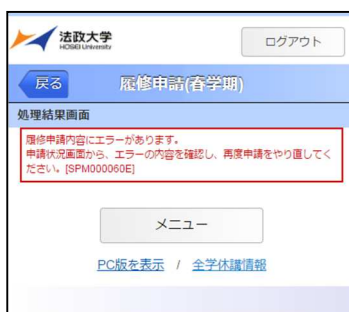 法政大学
HOSEI University
ログアウト
戻る
履修申請(春学期)
処理結果画面
履修申請内容にエラーがあります。
申請状況画面から、エラーの内容を確認し、再度申請をやり直してく
ださい。[SPM000060E]
メニュー
PC版を表示 / 全学休講情報